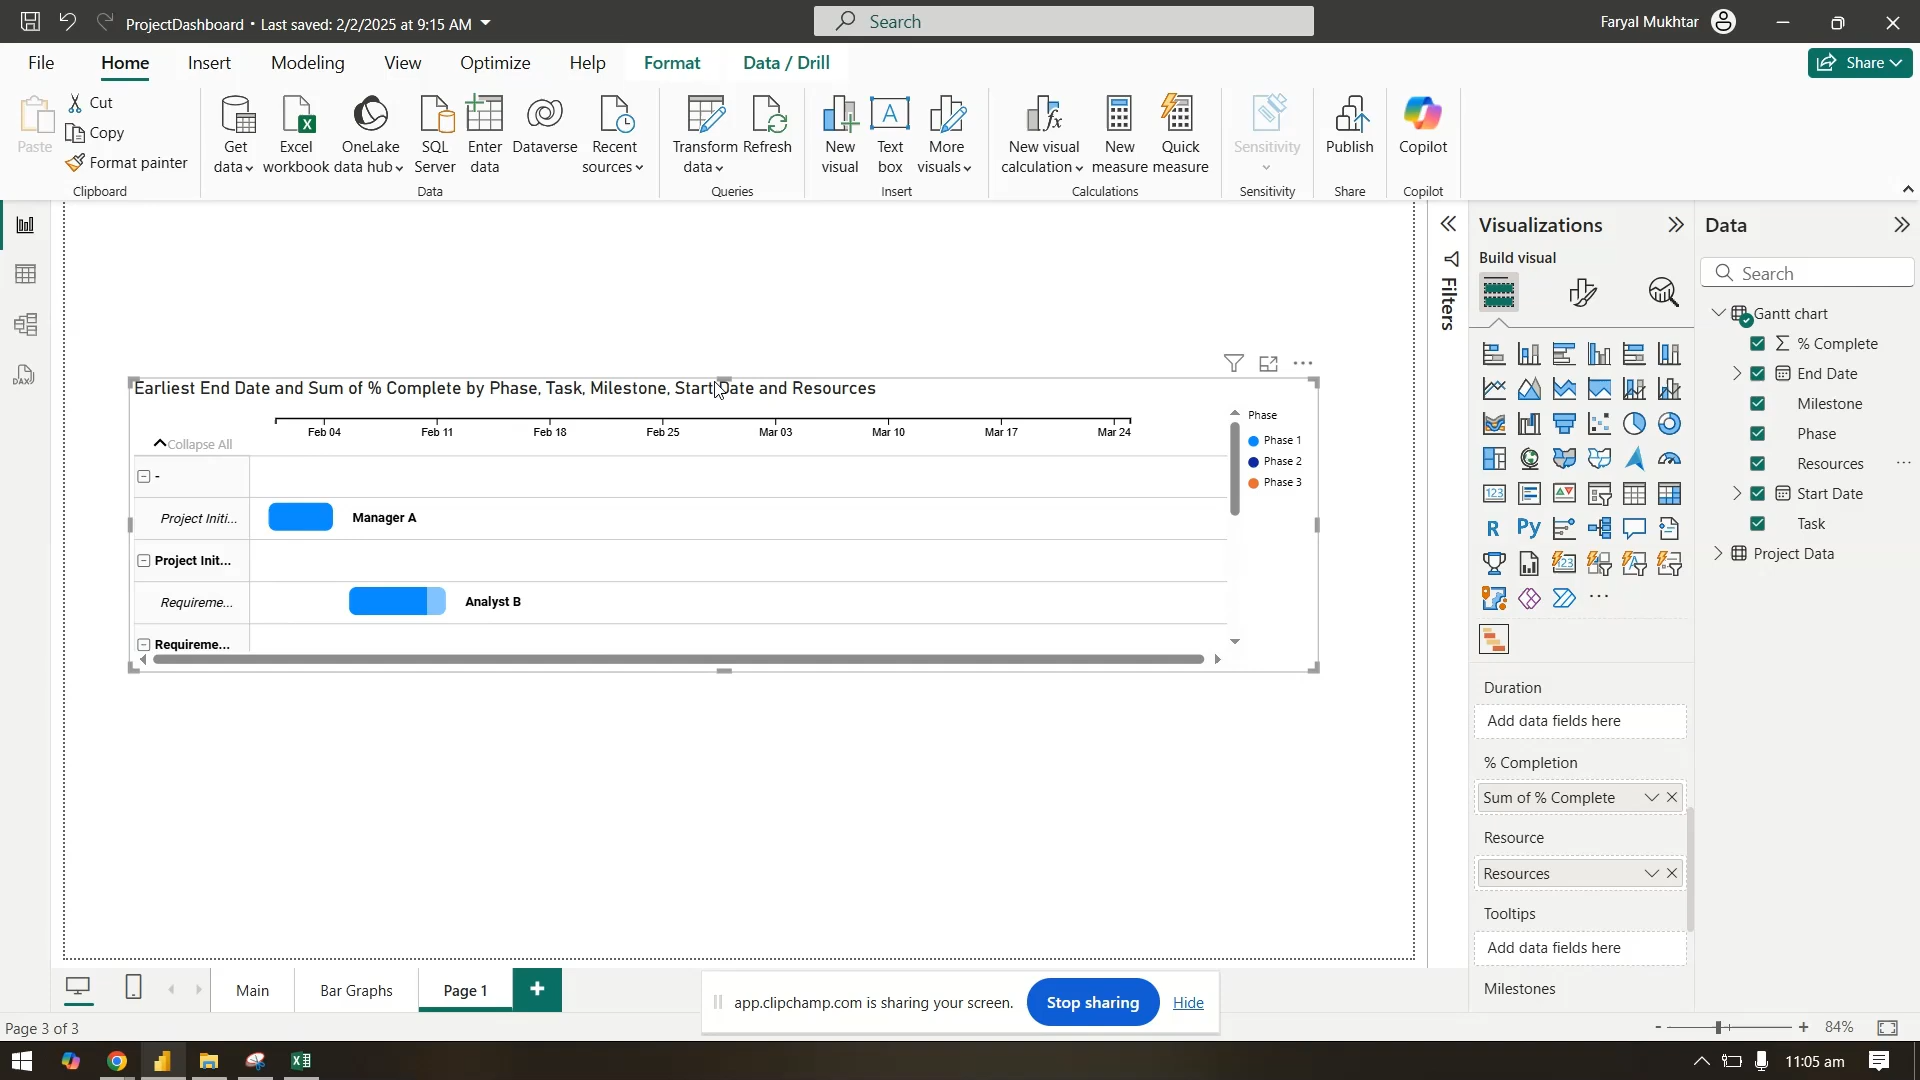 ProjectDashboard • Last saved: 2/2/2025 at 9:15 AM
Search
Faryal Mukhtar
File
Home
Insert
Modeling
View
Optimize
Help
Format
Data / Drill
Share
Paste
Cut
Copy
Format painter
Clipboard
Get data
Excel workbook
OneLake data hub
SQL Server
Enter data
Dataverse
Recent sources
Data
Transform data
Refresh
Queries
New visual
Text box
More visuals
Insert
New visual calculation
New measure
Quick measure
Calculations
Sensitivity
Sensitivity
Publish
Share
Copilot
Copilot
Earliest End Date and Sum of % Complete by Phase, Task, Milestone, Start Date and Resources
Feb 04
Feb 11
Feb 18
Feb 25
Mar 03
Mar 10
Mar 17
Mar 24
Collapse All
-
Project Initi...
Manager A
Project Init...
Requireme...
Analyst B
Requireme...
Phase
Phase 1
Phase 2
Phase 3
Filters
Visualizations
Build visual
123
R
Py
123
Duration
Add data fields here
% Completion
Sum of % Complete
Resource
Resources
Tooltips
Add data fields here
Milestones
Data
Search
Gantt chart
% Complete
End Date
Milestone
Phase
Resources
Start Date
Task
Project Data
Main
Bar Graphs
Page 1
app.clipchamp.com is sharing your screen.
Stop sharing
Hide
Page 3 of 3
84%
11:05 am